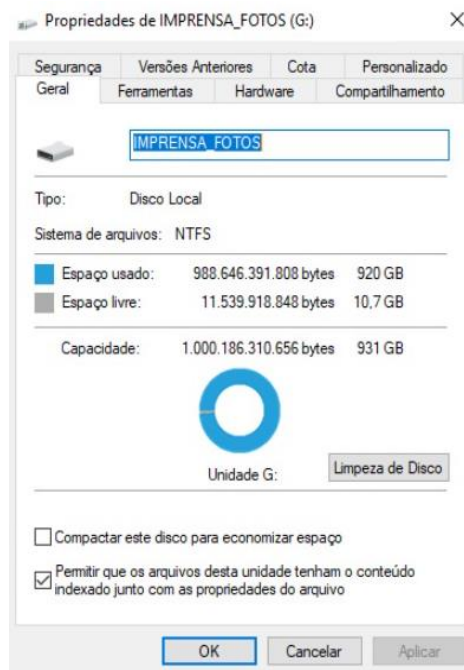 Propriedades de IMPRENSA_FOTOS (G:)
Segurança Versões Anteriores Cota Personalizado
Geral Ferramentas Hardware Compartilhamento
IMPRENSA_FOTOS
Tipo: Disco Local
Sistema de arquivos: NTFS
Espaço usado: 988.646.391.808 bytes 920 GB
Espaço livre: 11.539.918.848 bytes 10,7 GB
Capacidade: 1.000.186.310.656 bytes 931 GB
Unidade G: Limpeza de Disco
Compactar este disco para economizar espaço
Permitir que os arquivos desta unidade tenham o conteúdo
indexado junto com as propriedades do arquivo
OK Cancelar Aplicar